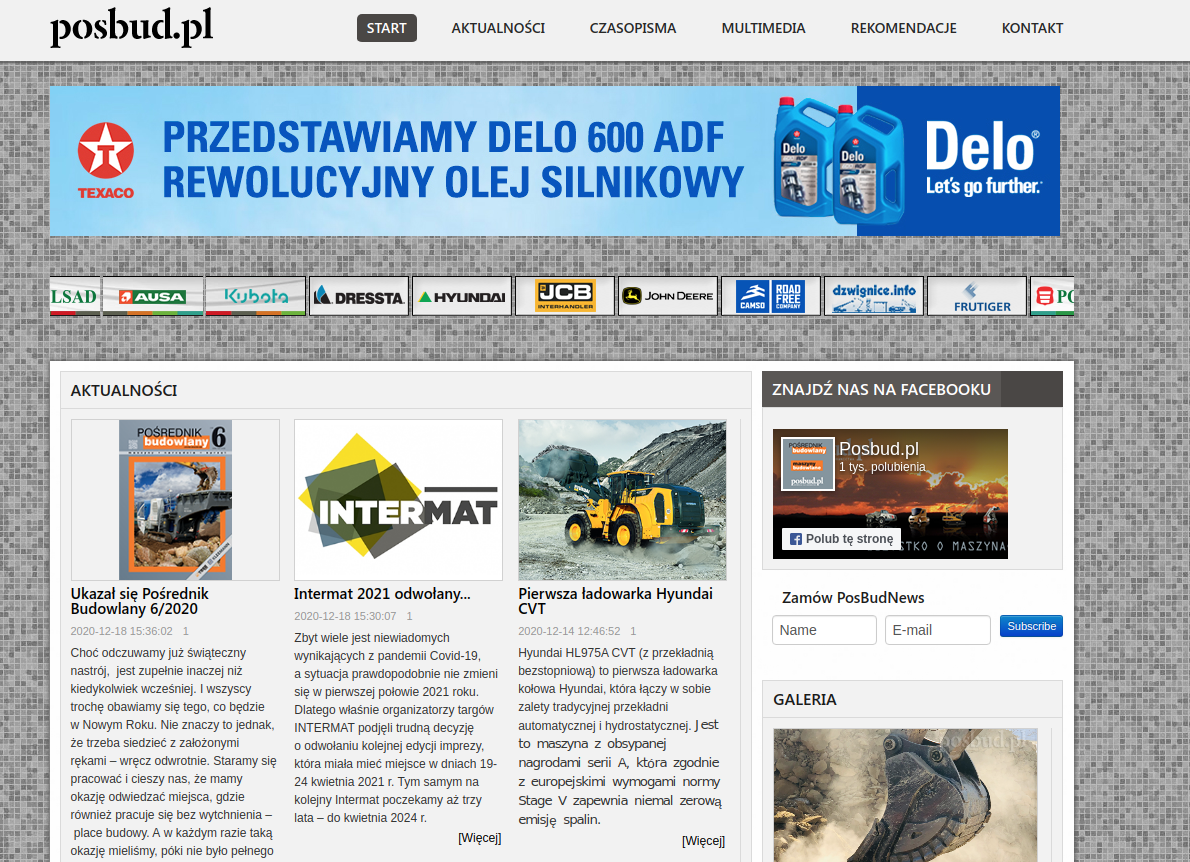 posbud.pl
START AKTUALNOŚCI CZASOPISMA MULTIMEDIA REKOMENDACJE KONTAKT
TEXACO
PRZEDSTAWIAMY DELO 600 ADF
REWOLUCYJNY OLEJ SILNIKOWY
Delo
Delo
Delo®
Let's go further.
LSAD AUSA Kubota DRESSTA HYUNDAI JCB INTERHANDLER JOHN DEERE CAMSO ROAD FREE COMPANY dzwignice.info FRUTIGER
AKTUALNOŚCI
POŚREDNIK
budowlany 6
Ukazał się Pośrednik
Budowlany 6/2020
2020-12-18 15:36:02 1
Choć odczuwamy już świąteczny
nastrój, jest zupełnie inaczej niż
kiedykolwiek wcześniej. I wszyscy
trochę obawiamy się tego, co będzie
w Nowym Roku. Nie znaczy to jednak,
że trzeba siedzieć z założonymi
rękami – wręcz odwrotnie. Staramy się
pracować i cieszy nas, że mamy
okazję odwiedzać miejsca, gdzie
również pracuje się bez wytchnienia –
place budowy. A w każdym razie taką
okazję mieliśmy, póki nie było pełnego
INTERMAT
Intermat 2021 odwołany...
2020-12-18 15:30:07 1
Zbyt wiele jest niewiadomych
wynikających z pandemii Covid-19,
a sytuacja prawdopodobnie nie zmieni
się w pierwszej połowie 2021 roku.
Dlatego właśnie organizatorzy targów
INTERMAT podjęli trudną decyzję
o odwołaniu kolejnej edycji imprezy,
która miała mieć miejsce w dniach 19-
24 kwietnia 2021 r. Tym samym na
kolejny Intermat poczekamy aż trzy
lata – do kwietnia 2024 r.
[Więcej]
Pierwsza ładowarka Hyundai
CVT
2020-12-14 12:46:52 1
Hyundai HL975A CVT (z przekładnią
bezstopniową) to pierwsza ładowarka
kołowa Hyundai, która łączy w sobie
zalety tradycyjnej przekładni
automatycznej i hydrostatycznej. Jest
to maszyna z obsypanej
nagrodami serii A, która zgodnie
z europejskimi wymogami normy
Stage V zapewnia niemal zerową
emisję spalin.
[Więcej]
ZNAJDŹ NAS NA FACEBOOKU
POŚREDNIK
budowlany
maszyny
budowlane
posbud.pl
Posbud.pl
1 tys. polubienia
Polub tę stronę
O MASZYNA
Zamów PosBudNews
Name E-mail Subscribe
GALERIA
posbud.pl